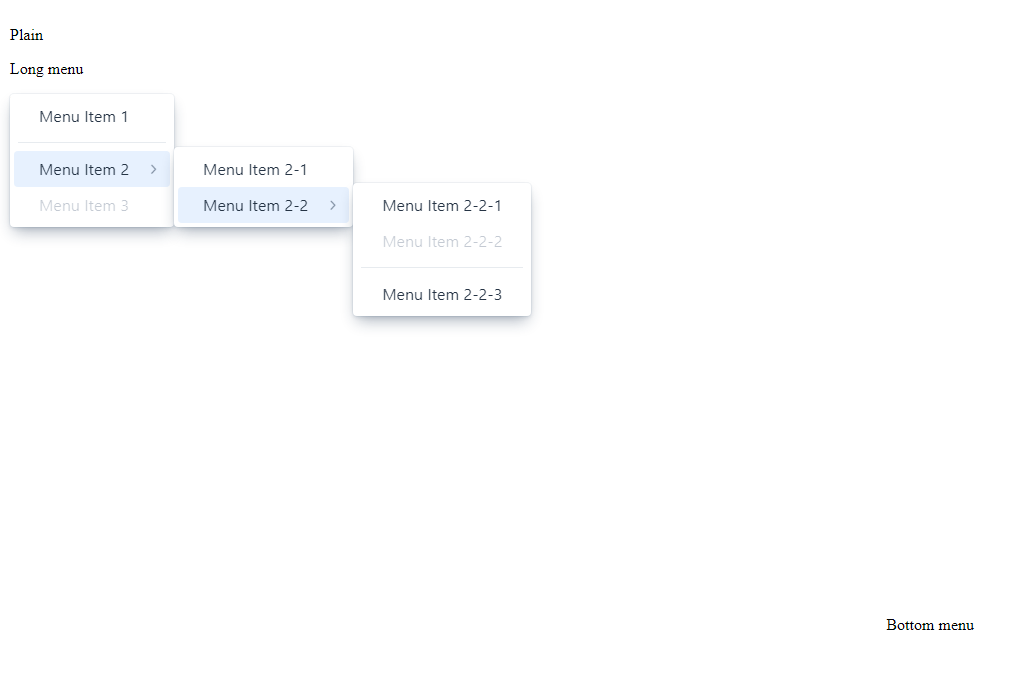 Plain
Long menu
Menu Item 1
Menu Item 2
Menu Item 3
Menu Item 2-1
Menu Item 2-2
Menu Item 2-2-1
Menu Item 2-2-2
Menu Item 2-2-3
Bottom menu